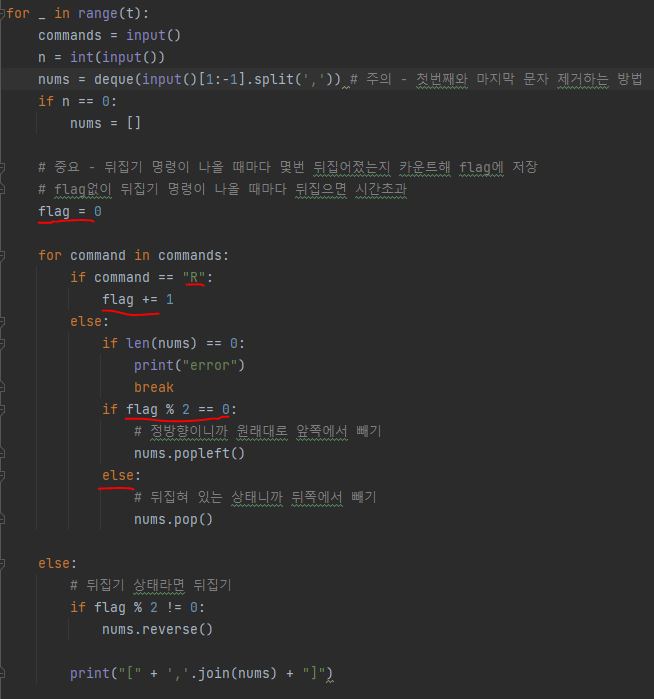 for _ in range(t):
    commands = input()
    n = int(input())
    nums = deque(input()[1:-1].split(',')) # 주의 - 첫번째와 마지막 문자 제거하는 방법
    if n == 0:
        nums = []

    # 중요 - 뒤집기 명령이 나올 때마다 몇번 뒤집어졌는지 카운트해 flag에 저장
    # flag없이 뒤집기 명령이 나올 때마다 뒤집으면 시간초과
    flag = 0

    for command in commands:
        if command == "R":
            flag += 1
        else:
            if len(nums) == 0:
                print("error")
                break
            if flag % 2 == 0:
                # 정방향이니까 원래대로 앞쪽에서 빼기
                nums.popleft()
            else:
                # 뒤집혀 있는 상태니까 뒤쪽에서 빼기
                nums.pop()

    else:
        # 뒤집기 상태라면 뒤집기
        if flag % 2 != 0:
            nums.reverse()

        print("[" + ','.join(nums) + "]")